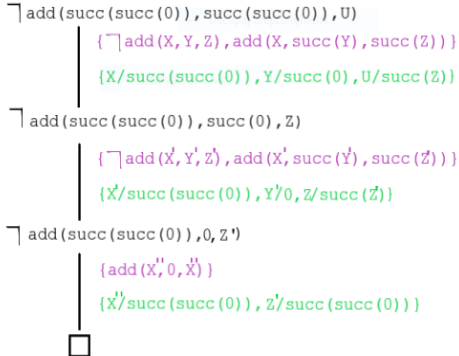 ¬add(succ(succ(0)),succ(succ(0)),U)
{¬add(X,Y,Z),add(X,succ(Y),succ(Z))}
{X/succ(succ(0)),Y/succ(0),U/succ(Z)}
¬add(succ(succ(0)),succ(0),Z)
{¬add(X',Y',Z'),add(X',succ(Y'),succ(Z'))}
{X'/succ(succ(0)),Y'/0,Z/succ(Z')}
¬add(succ(succ(0)),0,Z')
{add(X'',0,X'')}
{X''/succ(succ(0)),Z'/succ(succ(0))}